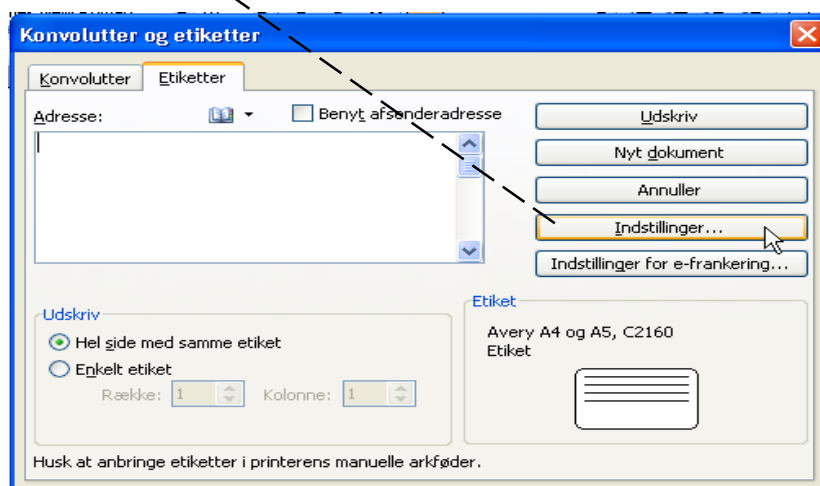 Konvolutter og etiketter
Konvolutter Etiketter
Adresse: Benyt afsenderadresse
Udskriv
Nyt dokument
Annuller
Indstillinger...
Indstillinger for e-frankering...
Udskriv
Hel side med samme etiket
Enkelt etiket
Række: 1 Kolonne: 1
Etiket
Avery A4 og A5, C2160
Etiket
Husk at anbringe etiketter i printerens manuelle arkføder.